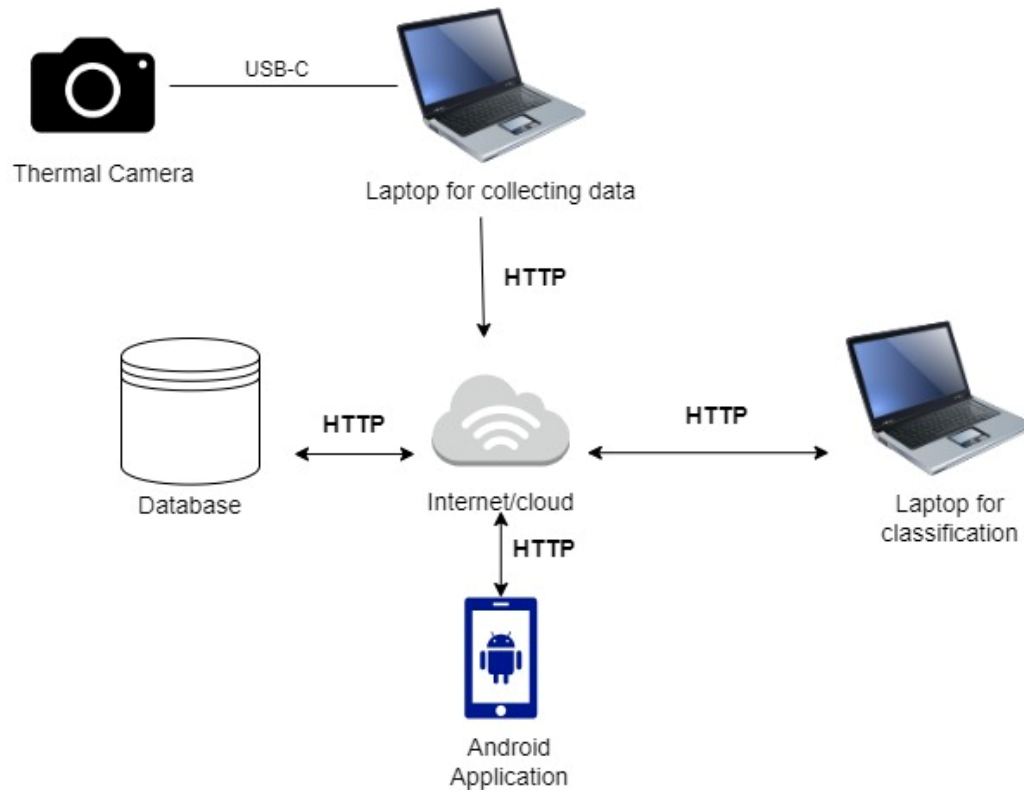 USB-C
Thermal Camera
Laptop for collecting data
HTTP
HTTP
HTTP
Database
Internet/cloud
Laptop for
classification
HTTP
Android
Application